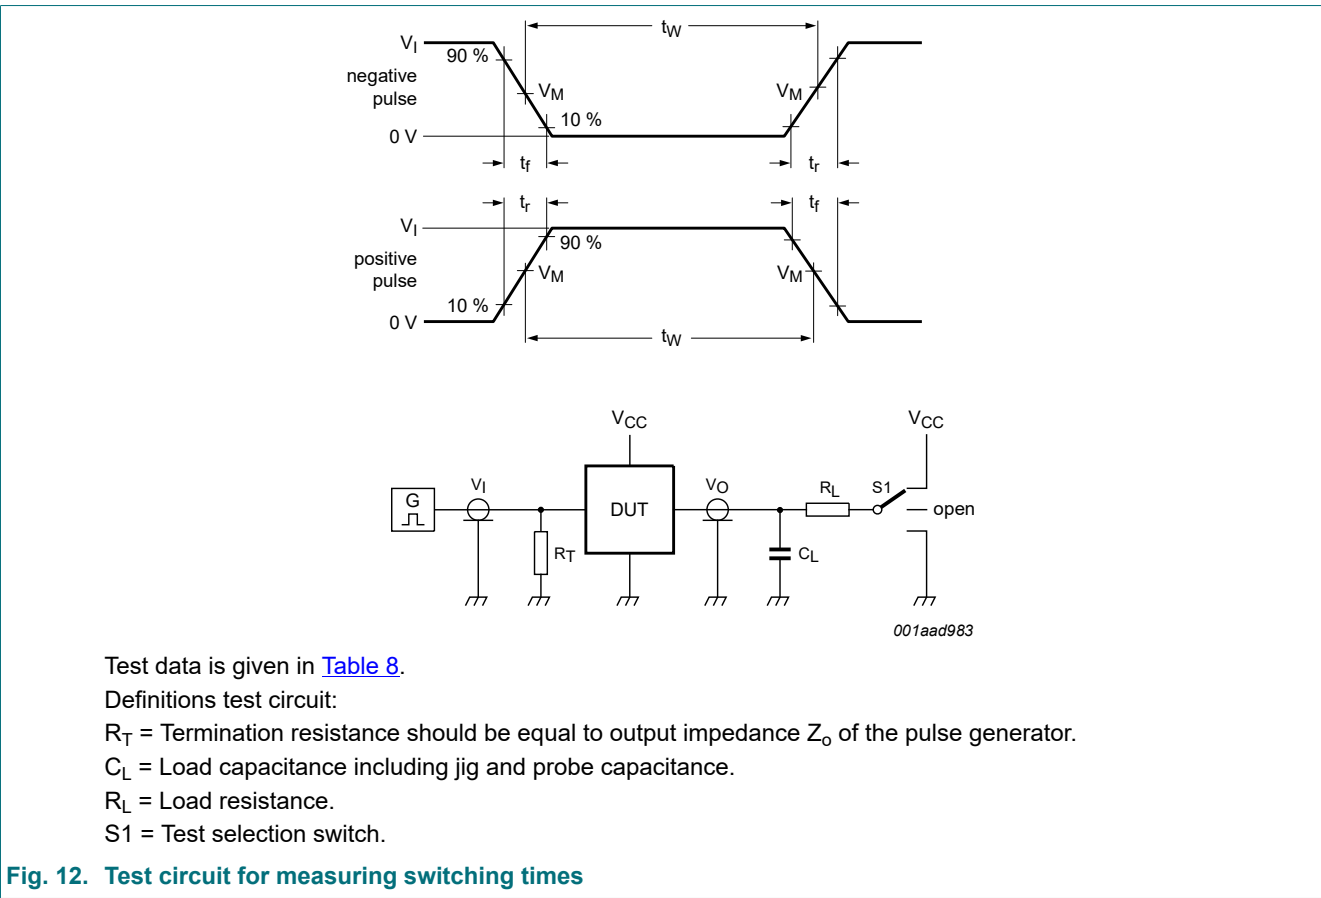 tW
VI
90 %
negative
pulse
VM
VM
10 %
0 V
tf
tr
tr
tf
VI
90 %
positive
pulse
VM
VM
10 %
0 V
tW
VCC
VCC
G
VI
DUT
VO
RL
S1
open
RT
CL
001aad983
Test data is given in Table 8.
Definitions test circuit:
RT = Termination resistance should be equal to output impedance Zo of the pulse generator.
CL = Load capacitance including jig and probe capacitance.
RL = Load resistance.
S1 = Test selection switch.
Fig. 12. Test circuit for measuring switching times